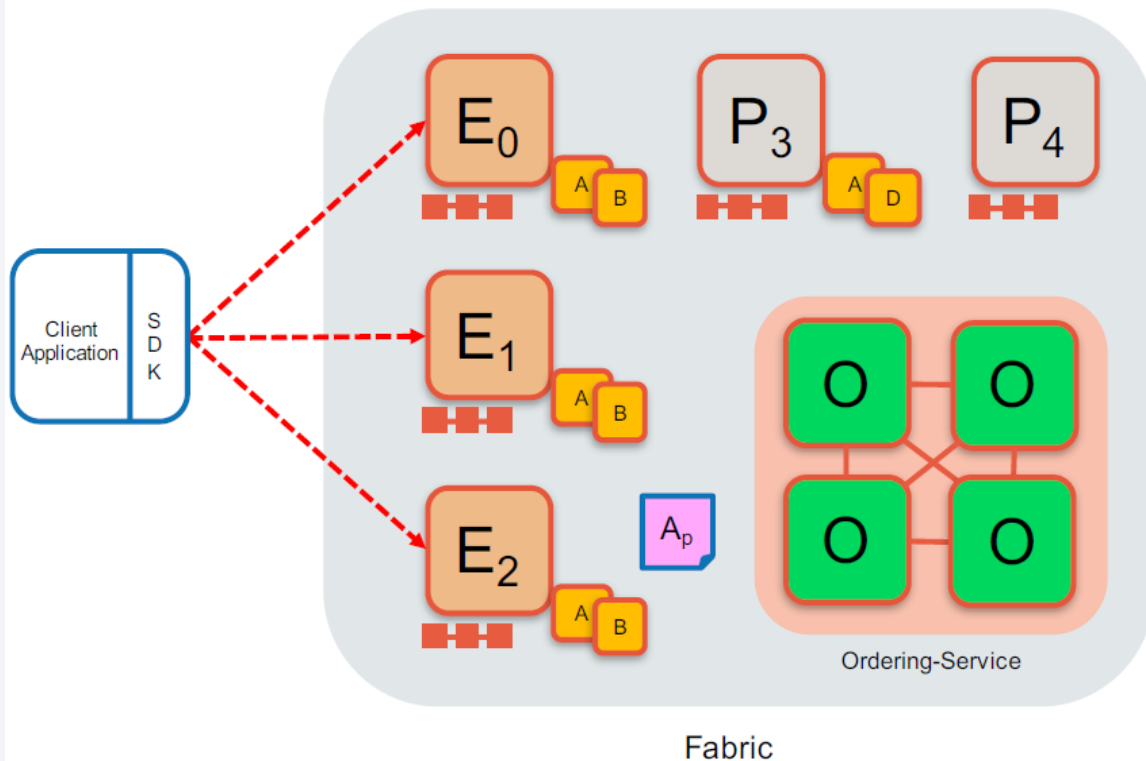 E0
A
B
P3
A
D
P4
Client
Application
S
D
K
E1
A
B
E2
A
B
Ap
O
O
O
O
Ordering-Service
Fabric